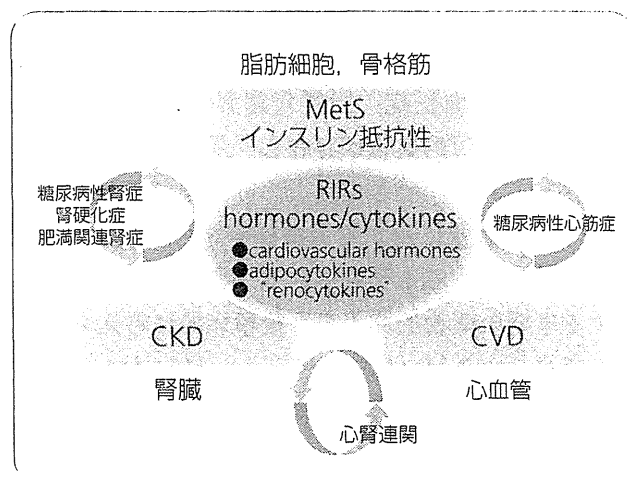 脂肪細胞，骨格筋
MetS
インスリン抵抗性
糖尿病性腎症
腎硬化症
肥満関連腎症
RIRs
hormones/cytokines
●cardiovascular hormones
●adipocytokines
● "renocytokines"
糖尿病性心筋症
CKD
CVD
腎臓
心血管
心腎連関